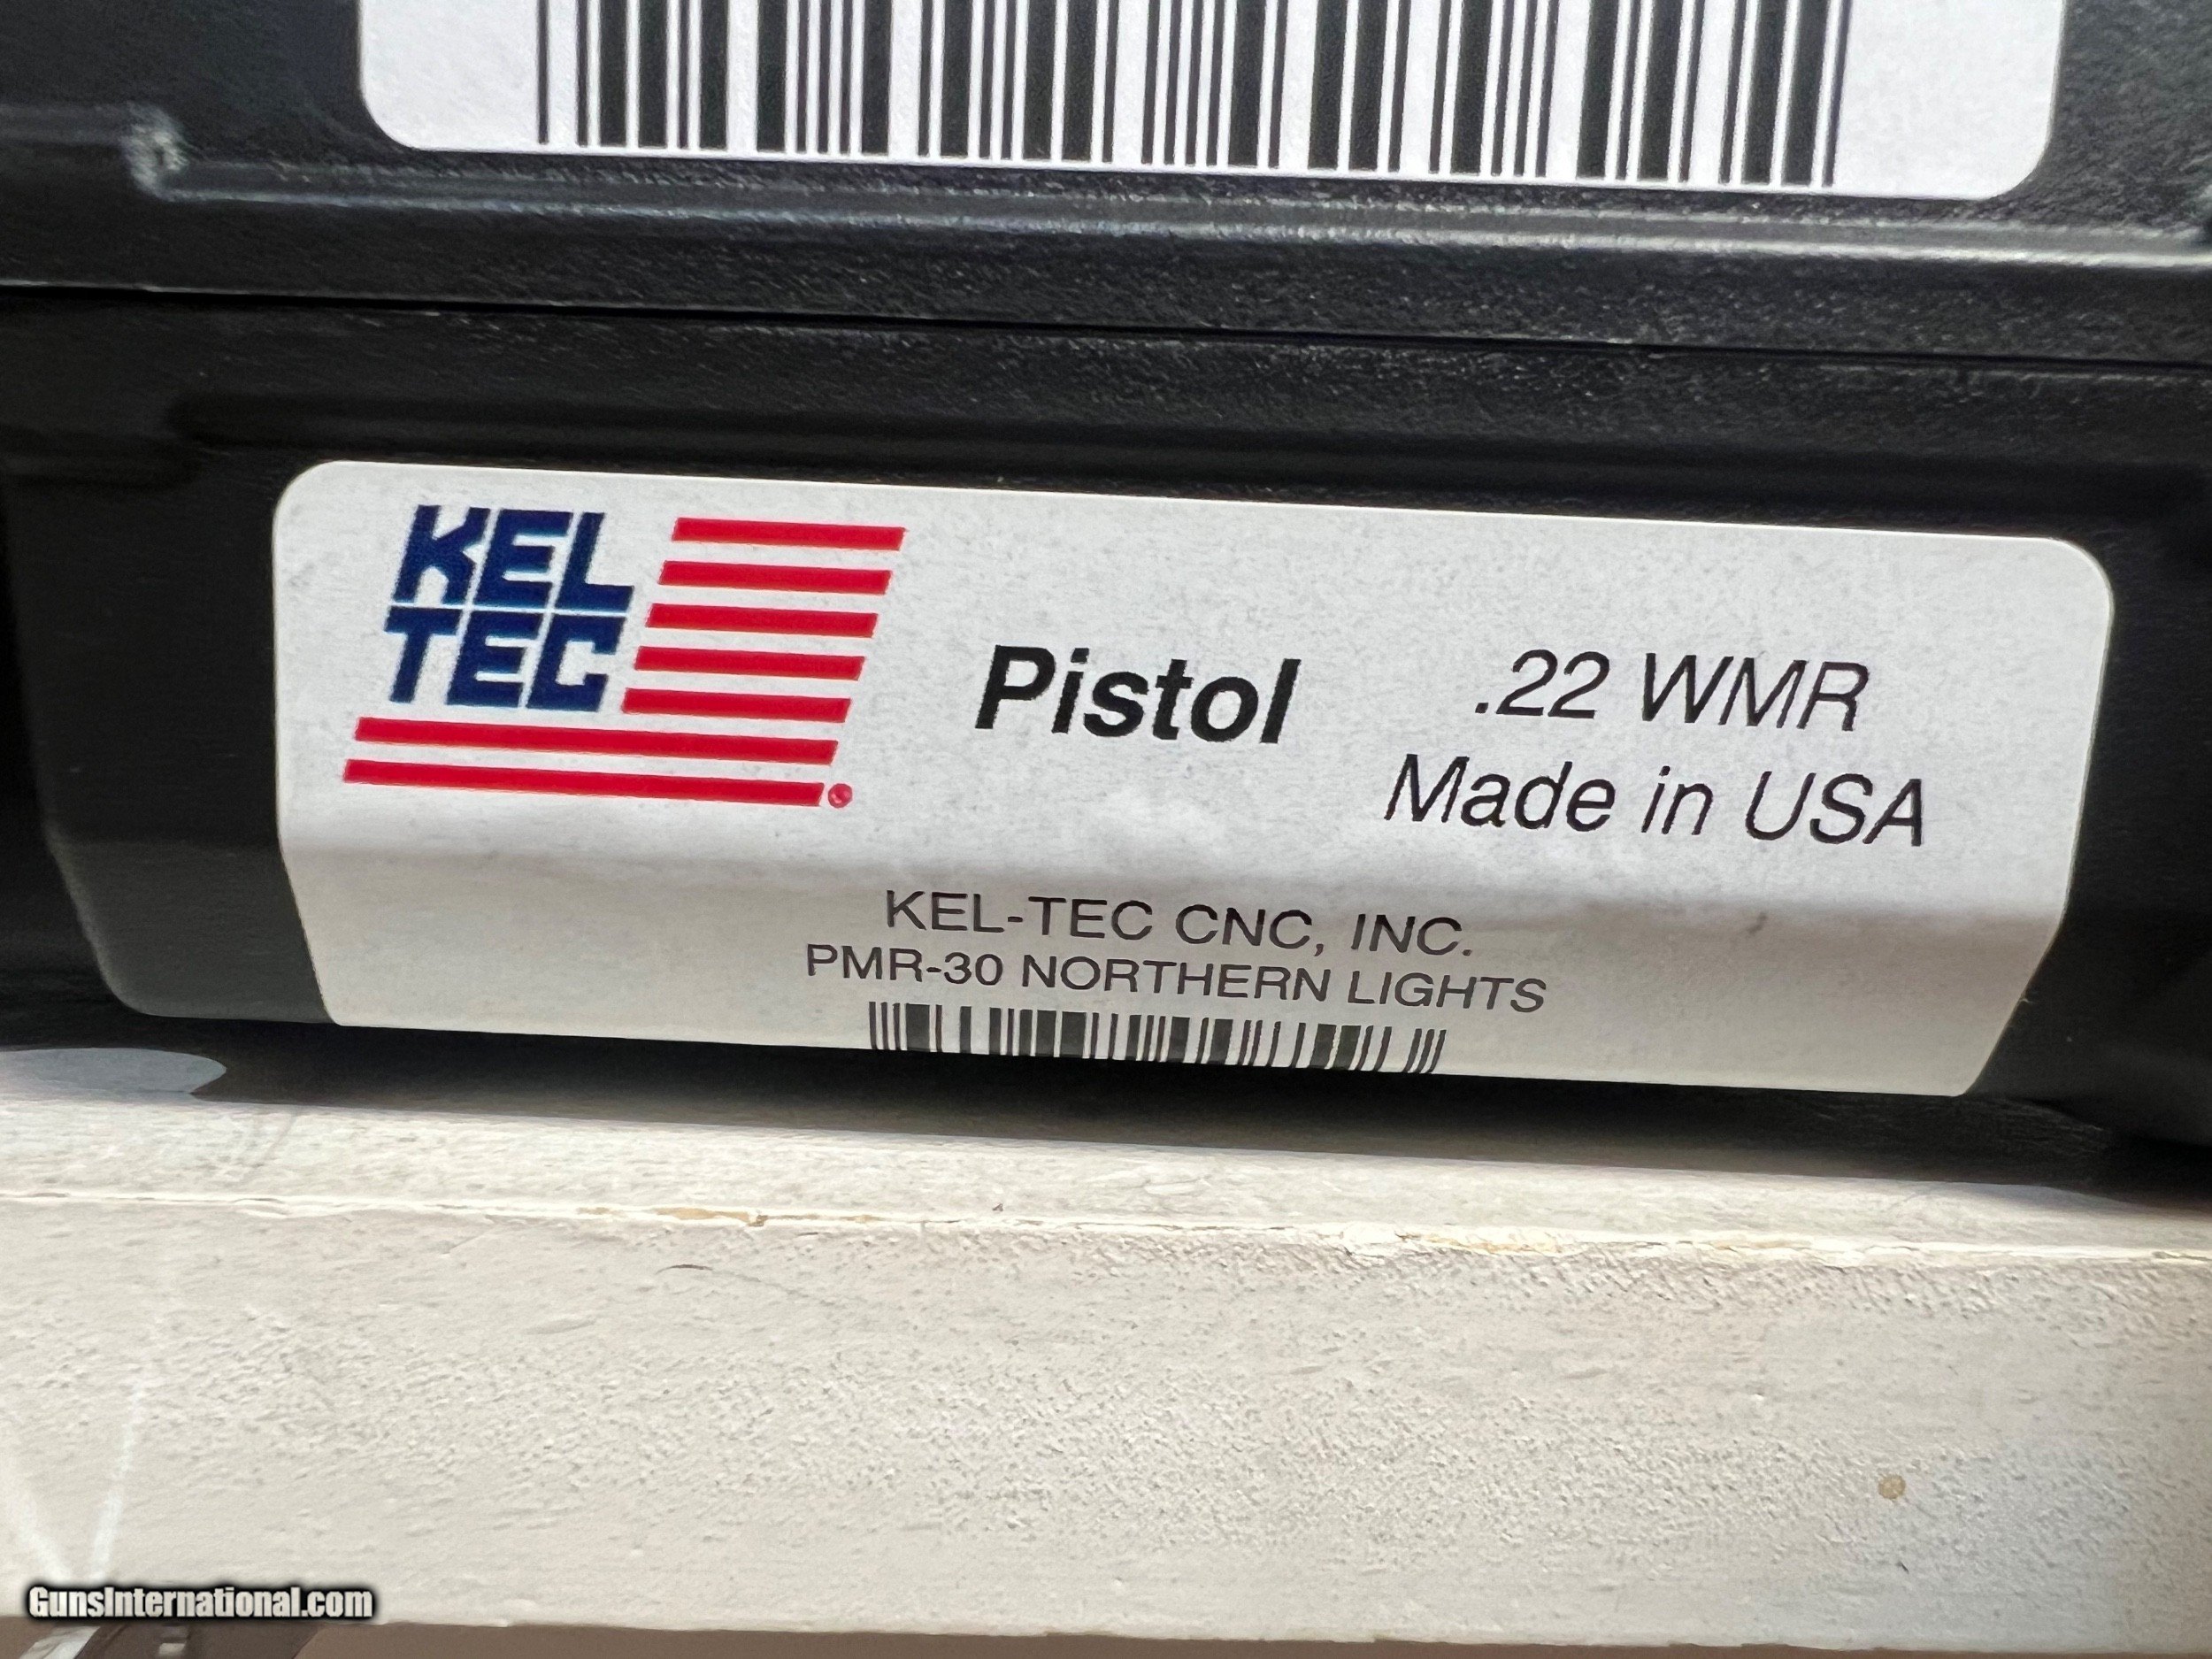 KEL
TEC
Pistol
.22 WMR
Made in USA
KEL-TEC CNC, INC.
PMR-30 NORTHERN LIGHTS
GunsInternational.com